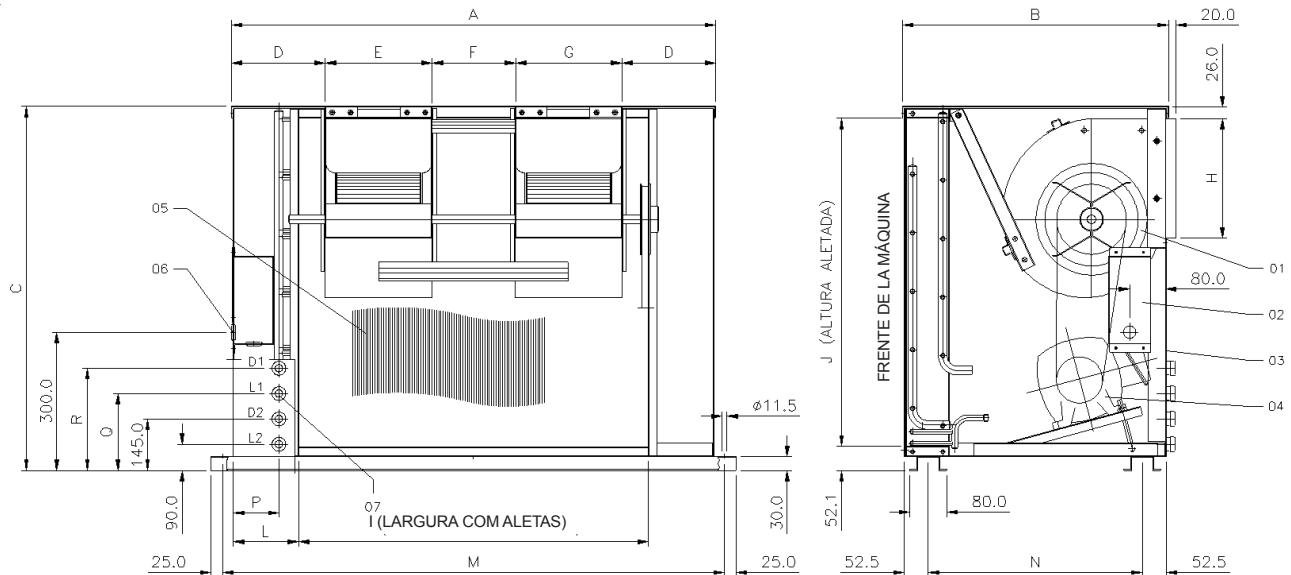 A
B
20.0
D
E
F
G
D
26.0
05
06
C
J (ALTURA ALETADA)
FRENTE DE LA MÁQUINA
H
01
80.0
02
03
04
D1
L1
D2
L2
300.0
R
Q
145.0
ø11.5
P
07
I (LARGURA COM ALETAS)
90.0
30.0
52.1
80.0
L
25.0
M
25.0
52.5
N
52.5